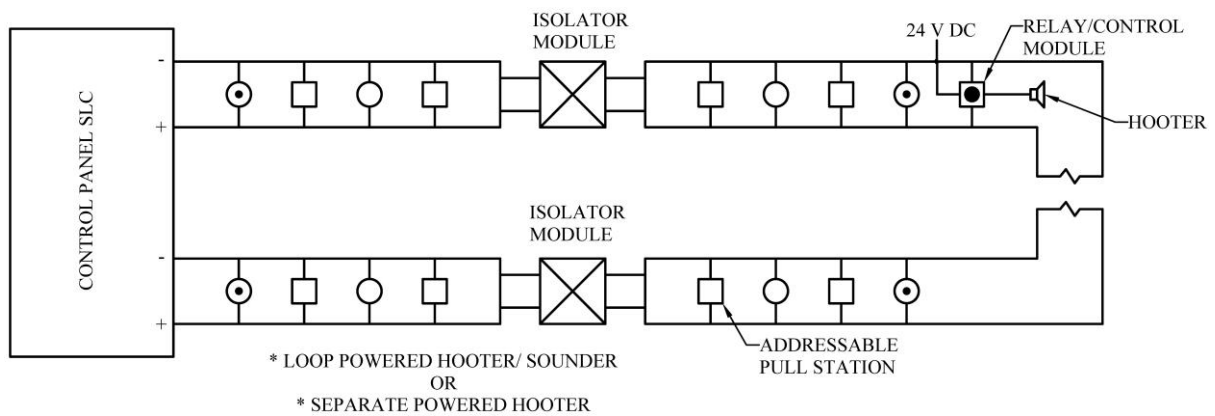 ISOLATOR
MODULE
24 V DC
RELAY/CONTROL
MODULE
-
+
HOOTER
CONTROL PANEL SLC
ISOLATOR
MODULE
-
+
ADDRESSABLE
PULL STATION
* LOOP POWERED HOOTER/ SOUNDER
OR
* SEPARATE POWERED HOOTER